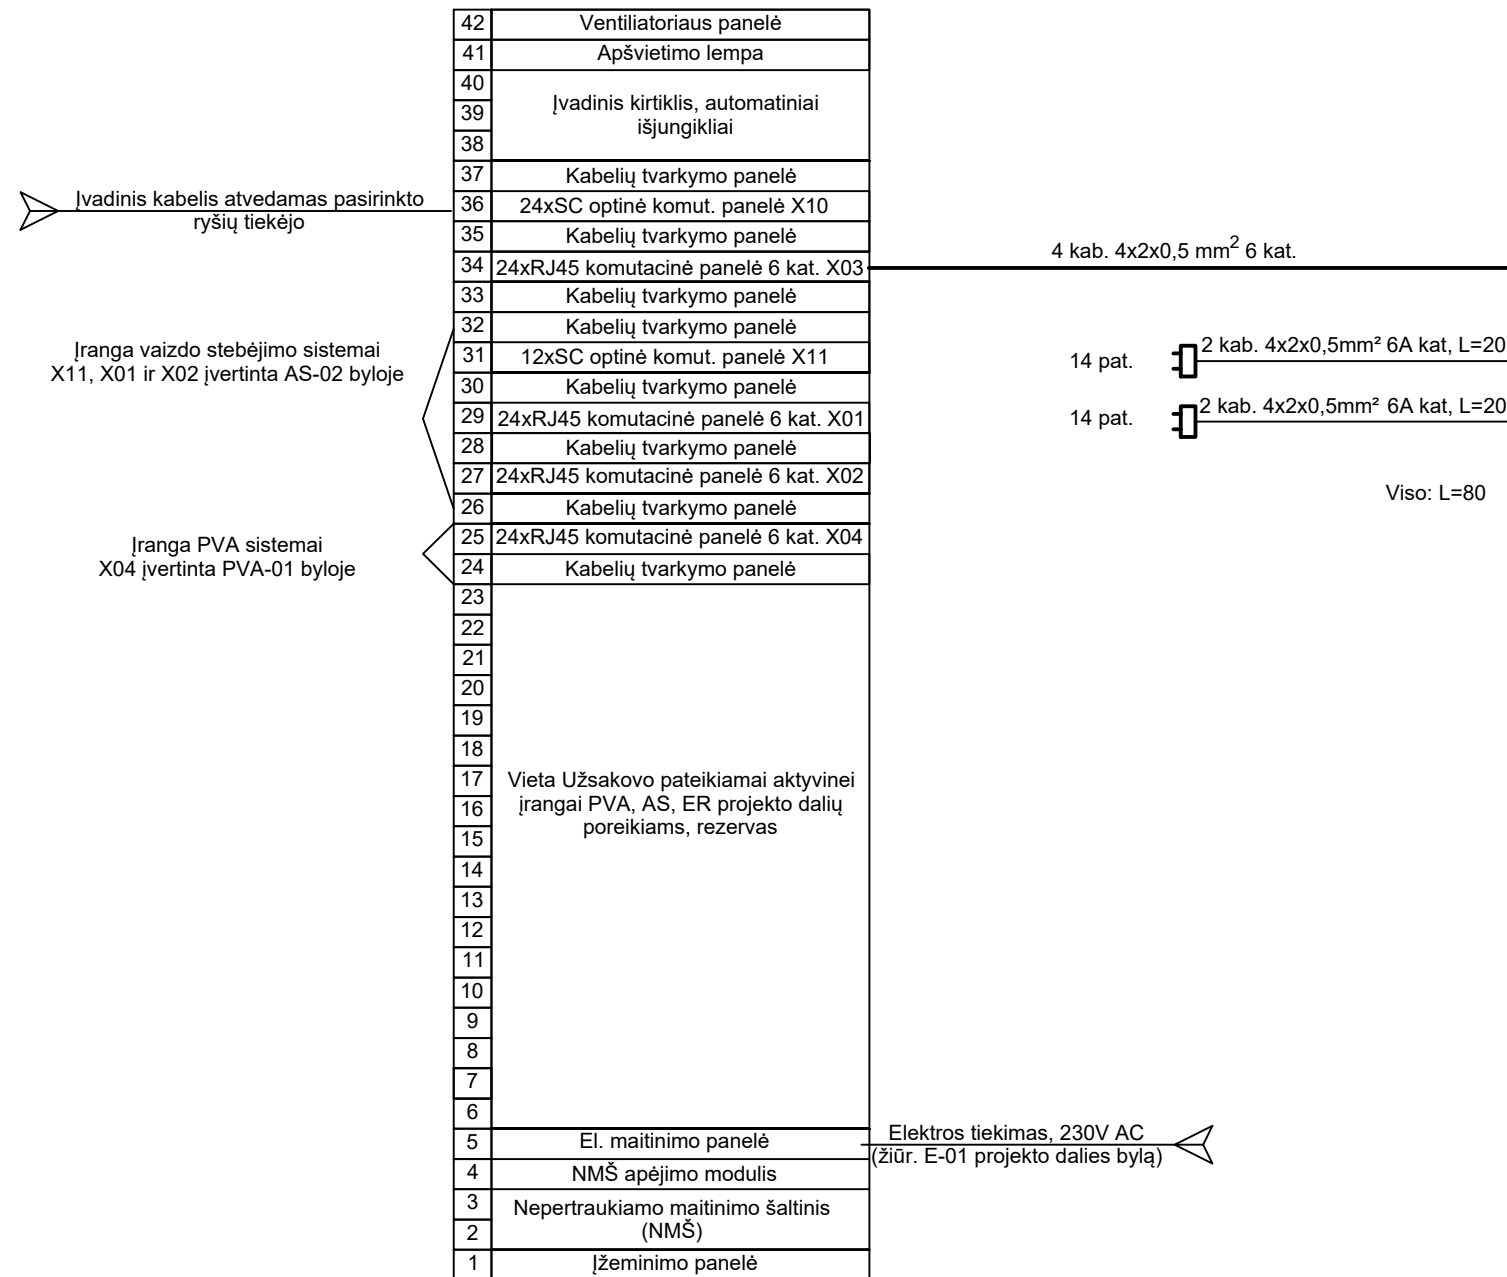 42 Ventiliatoriaus panelė
41 Apšvietimo lempa
40
39 Įvadinis kirtiklis, automatiniai
išjungikliai
38
37 Kabelių tvarkymo panelė
Įvadinis kabelis atvedamas pasirinkto
ryšių tiekėjo
36 24xSC optinė komut. panelė X10
35 Kabelių tvarkymo panelė
34 24xRJ45 komutacinė panelė 6 kat. X03
4 kab. 4x2x0,5 mm² 6 kat.
33 Kabelių tvarkymo panelė
32 Kabelių tvarkymo panelė
Įranga vaizdo stebėjimo sistemai
X11, X01 ir X02 įvertinta AS-02 byloje
31 12xSC optinė komut. panelė X11
14 pat.
2 kab. 4x2x0,5mm² 6A kat, L=20
30 Kabelių tvarkymo panelė
29 24xRJ45 komutacinė panelė 6 kat. X01
14 pat.
2 kab. 4x2x0,5mm² 6A kat, L=20
28 Kabelių tvarkymo panelė
27 24xRJ45 komutacinė panelė 6 kat. X02
Viso: L=80
26 Kabelių tvarkymo panelė
25 24xRJ45 komutacinė panelė 6 kat. X04
Įranga PVA sistemai
X04 įvertinta PVA-01 byloje
24 Kabelių tvarkymo panelė
23
22
21
20
19
18
17 Vieta Užsakovo pateikiamai aktyvinei
16 įrangai PVA, AS, ER projekto dalių
15 poreikiams, rezervas
14
13
12
11
10
9
8
7
6
5 El. maitinimo panelė
Elektros tiekimas, 230V AC
(žiūr. E-01 projekto dalies bylą)
4 NMŠ apėjimo modulis
3 Nepertraukiamo maitinimo šaltinis
2 (NMŠ)
1 Įžeminimo panelė